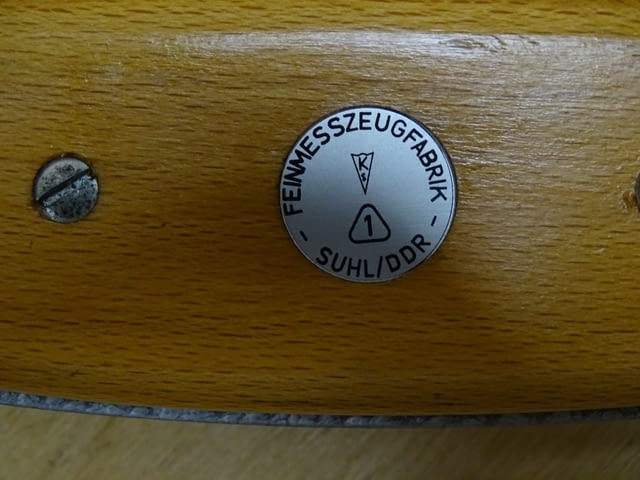 FEINMESSZEUGFABRIK
K
1
- SUHL/DDR -